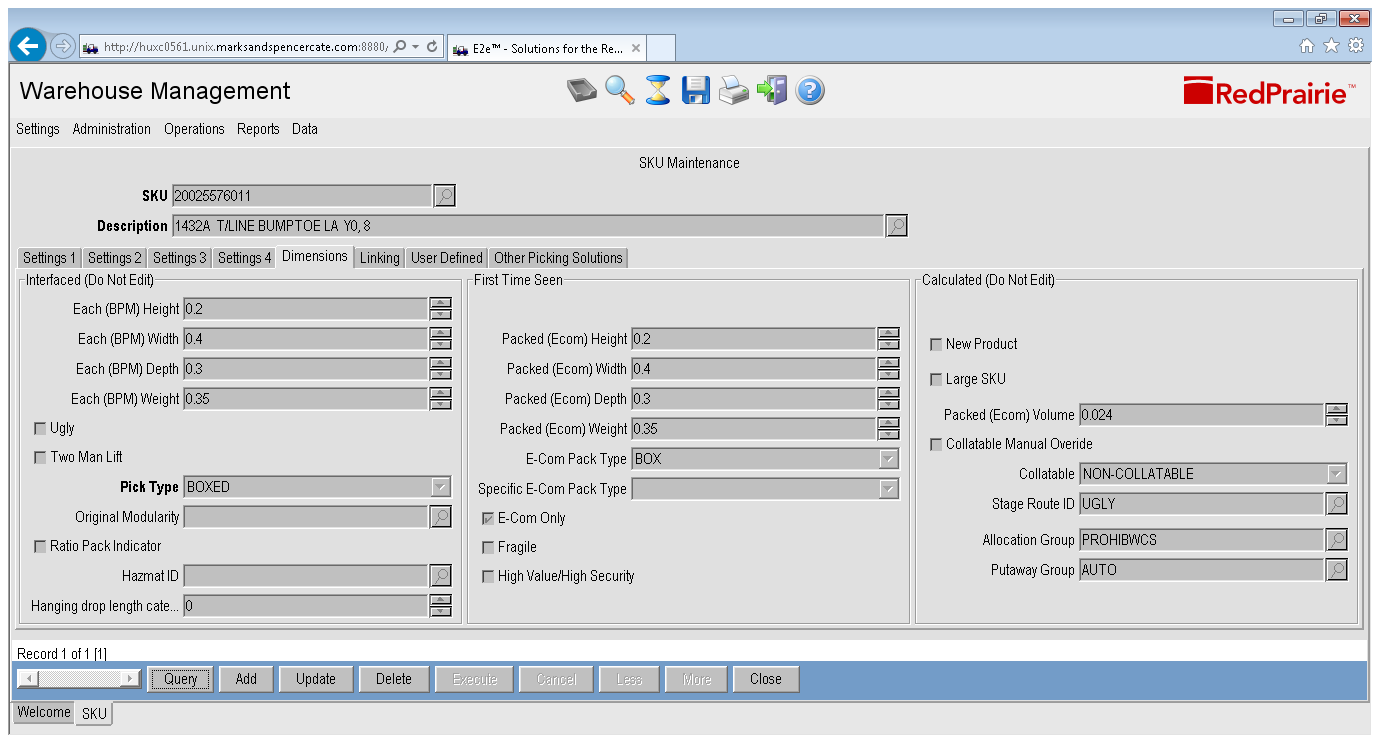 http://huxc0561.unix.marksandspencercate.com:8880/
E2e™ - Solutions for the Re...
Warehouse Management
RedPrairie™
Settings Administration Operations Reports Data
SKU Maintenance
SKU 20025576011
Description 1432A T/LINE BUMPTOE LA Y0, 8
Settings 1 Settings 2 Settings 3 Settings 4 Dimensions Linking User Defined Other Picking Solutions
Interfaced (Do Not Edit)
Each (BPM) Height 0.2
Each (BPM) Width 0.4
Each (BPM) Depth 0.3
Each (BPM) Weight 0.35
Ugly
Two Man Lift
Pick Type BOXED
Original Modularity
Ratio Pack Indicator
Hazmat ID
Hanging drop length cate... 0
First Time Seen
Packed (Ecom) Height 0.2
Packed (Ecom) Width 0.4
Packed (Ecom) Depth 0.3
Packed (Ecom) Weight 0.35
E-Com Pack Type BOX
Specific E-Com Pack Type
E-Com Only
Fragile
High Value/High Security
Calculated (Do Not Edit)
New Product
Large SKU
Packed (Ecom) Volume 0.024
Collatable Manual Overide
Collatable NON-COLLATABLE
Stage Route ID UGLY
Allocation Group PROHIBWCS
Putaway Group AUTO
Record 1 of 1 [1]
Query Add Update Delete Execute Cancel Less More Close
Welcome SKU